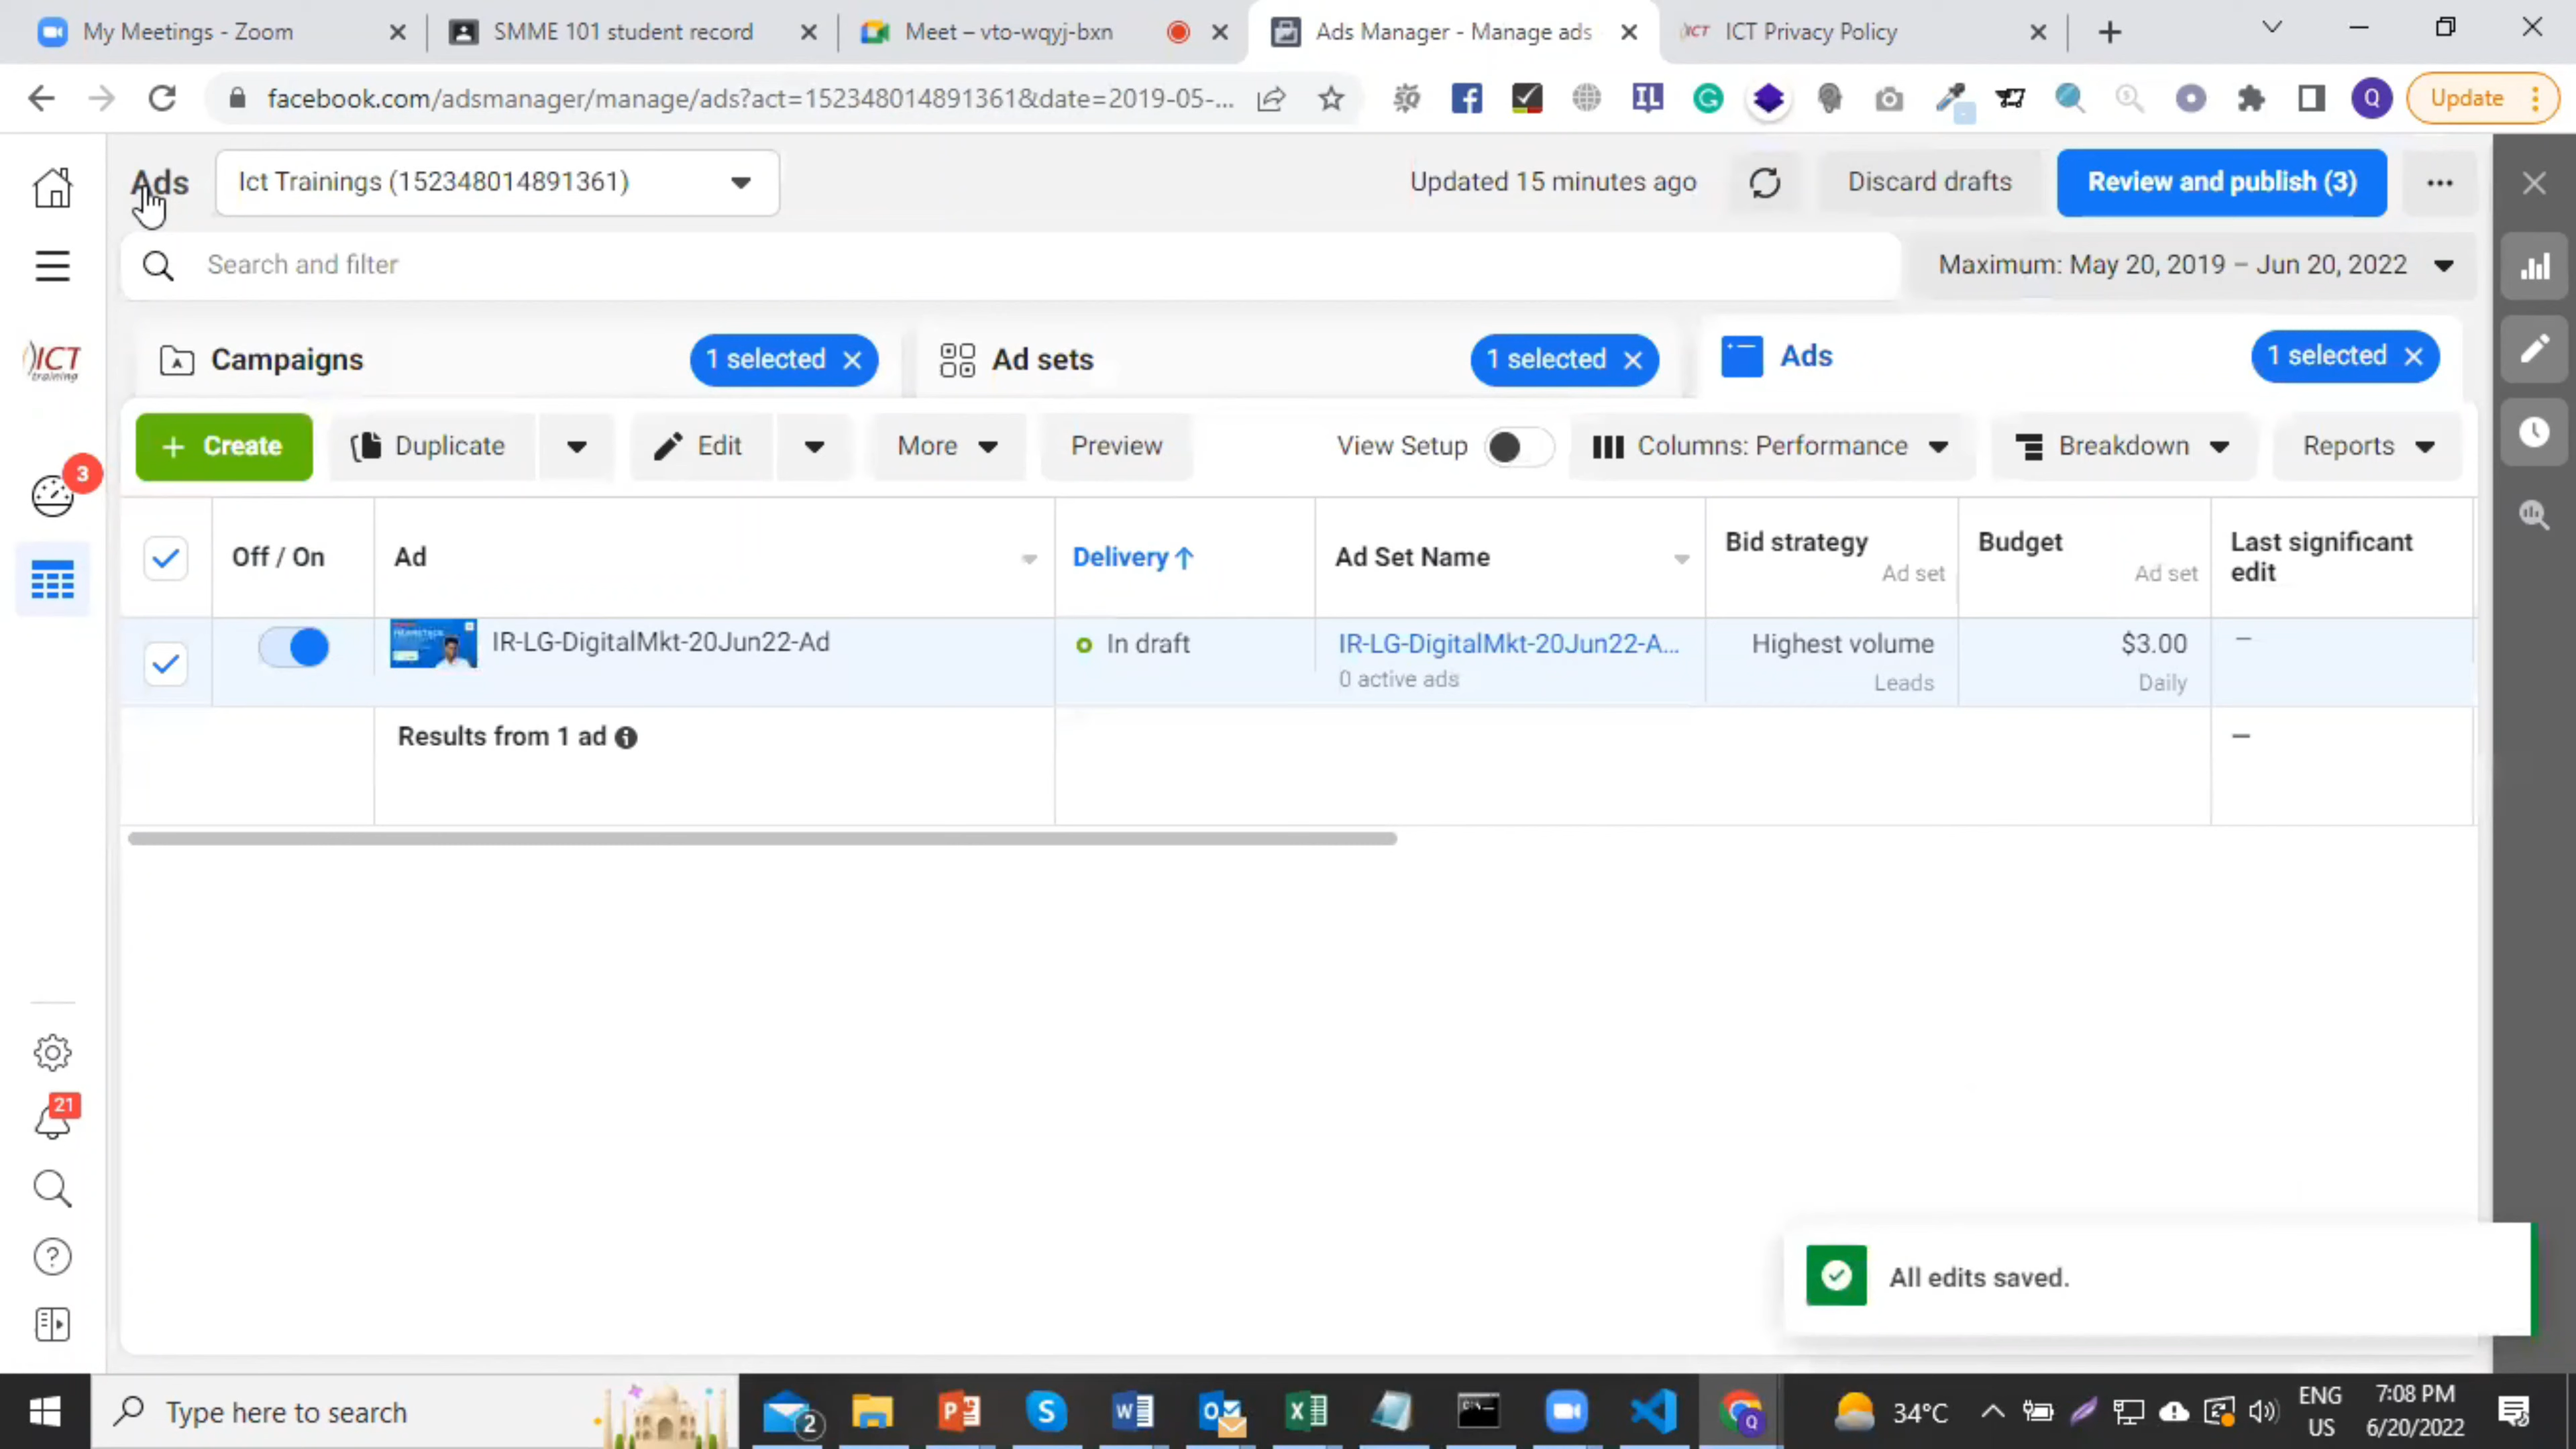 My Meetings - Zoom
SMME 101 student record
Meet – vto-wqyj-bxn
Ads Manager - Manage ads
ICT ICT Privacy Policy
facebook.com/adsmanager/manage/ads?act=152348014891361&date=2019-05-...
Update
Ads
Ict Trainings (152348014891361)
Updated 15 minutes ago
Discard drafts
Review and publish (3)
Search and filter
Maximum: May 20, 2019 – Jun 20, 2022
ICT
training
Campaigns
1 selected
Ad sets
1 selected
Ads
1 selected
+ Create
Duplicate
Edit
More
Preview
View Setup
Columns: Performance
Breakdown
Reports
3
Off / On
Ad
Delivery ↑
Ad Set Name
Bid strategy
Ad set
Budget
Ad set
Last significant
edit
IR-LG-DigitalMkt-20Jun22-Ad
In draft
IR-LG-DigitalMkt-20Jun22-A...
0 active ads
Highest volume
Leads
$3.00
Daily
—
Results from 1 ad
—
21
All edits saved.
Type here to search
2
34°C
ENG
US
7:08 PM
6/20/2022